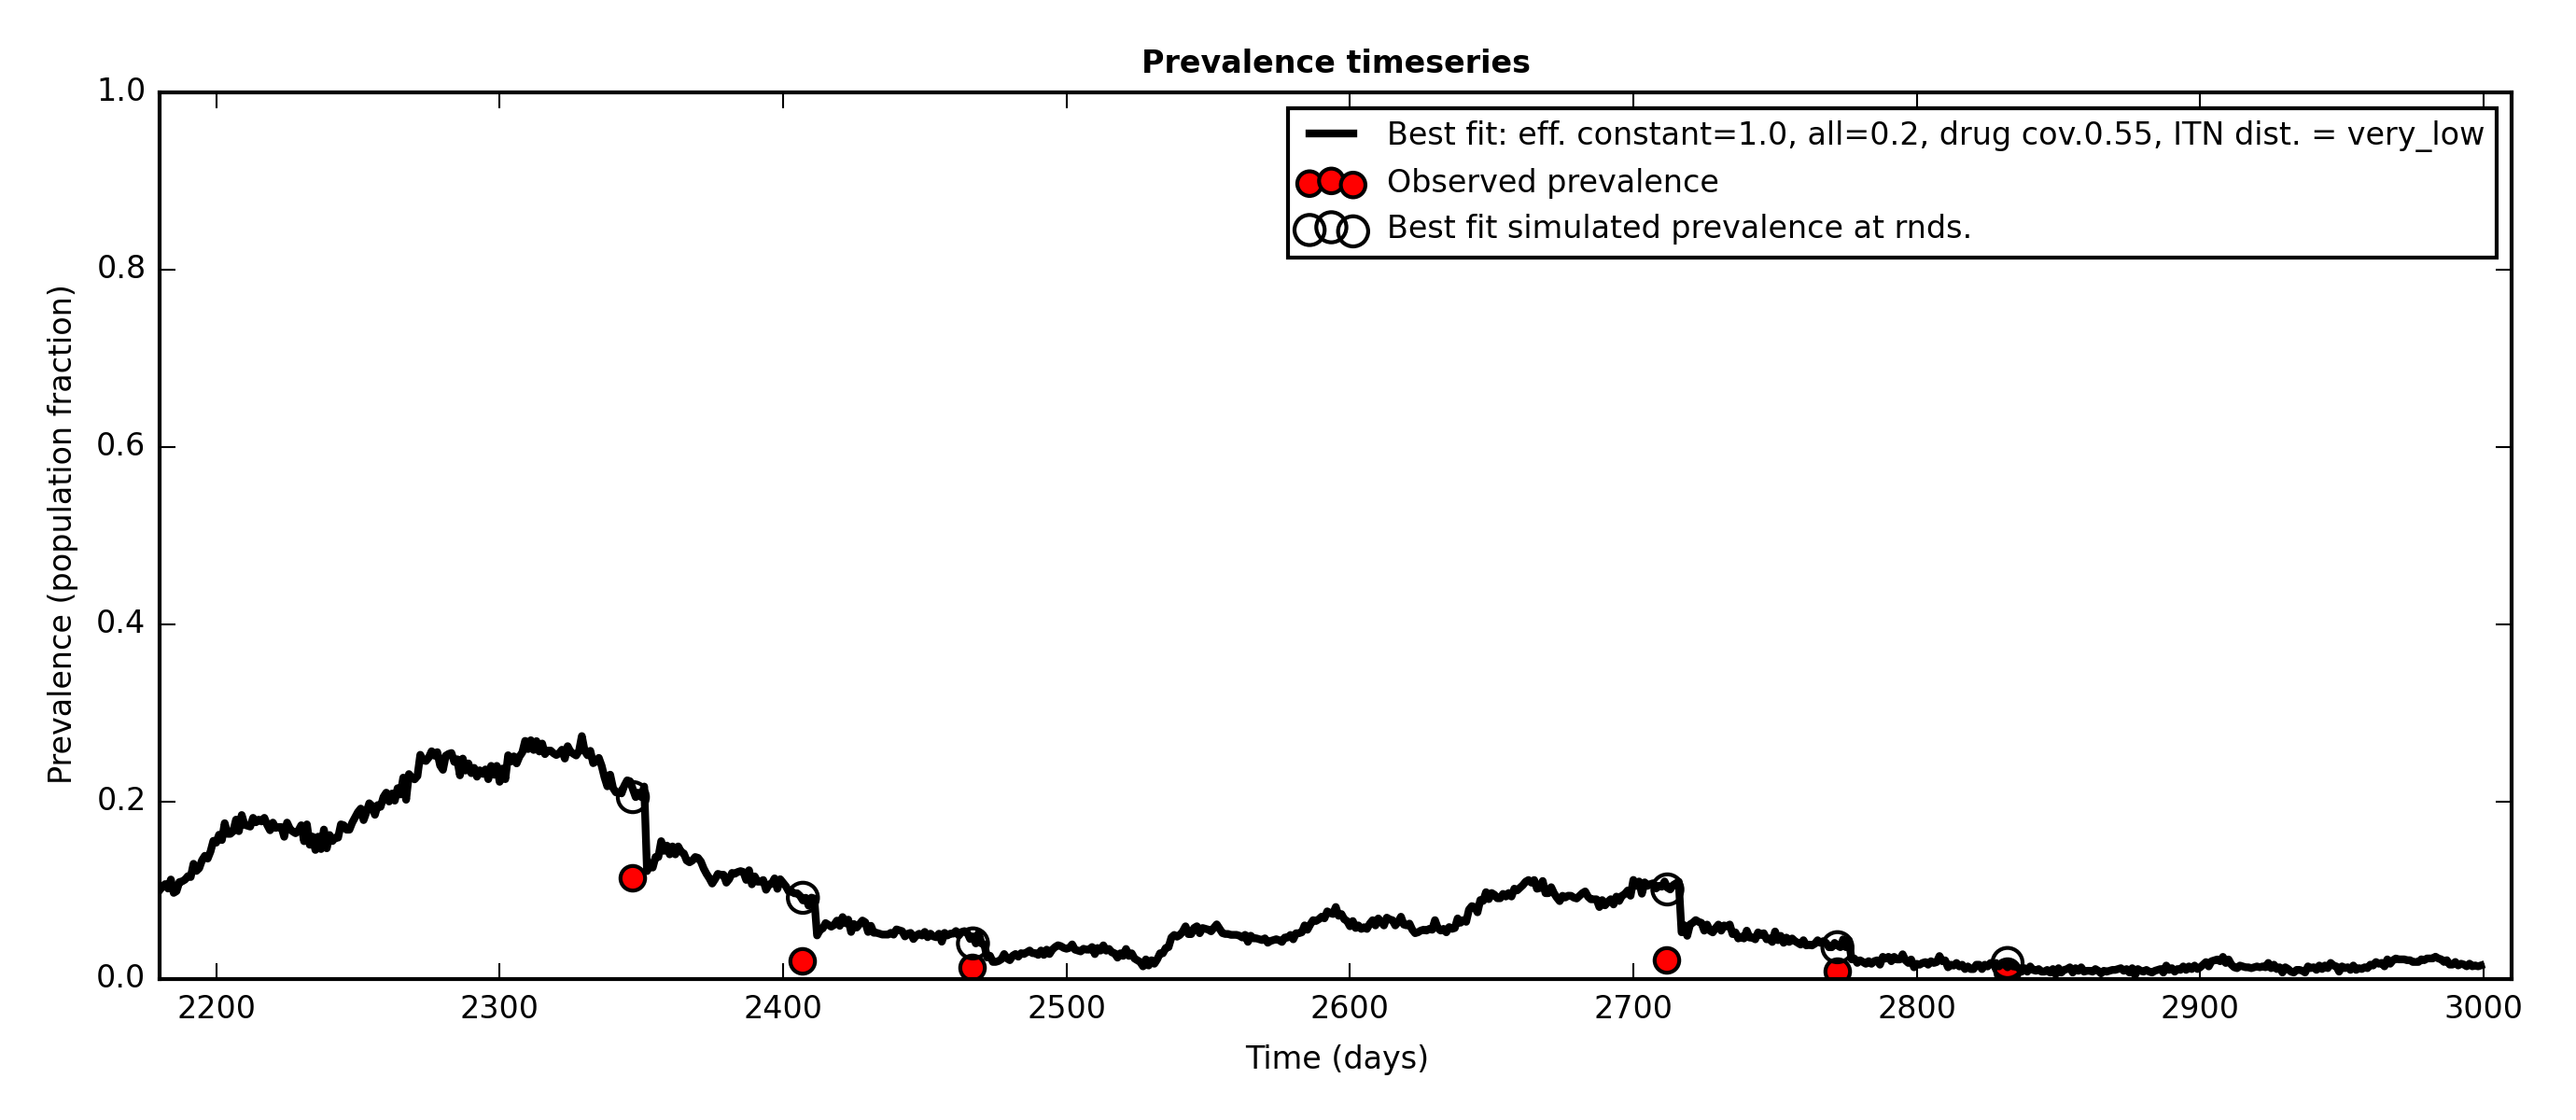 Prevalence timeseries
1.0
0.8
0.6
0.4
0.2
0.0
Prevalence (population fraction)
Best fit: eff. constant=1.0, all=0.2, drug cov.0.55, ITN dist. = very_low
Observed prevalence
Best fit simulated prevalence at rnds.
2200 2300 2400 2500 2600 2700 2800 2900 3000
Time (days)